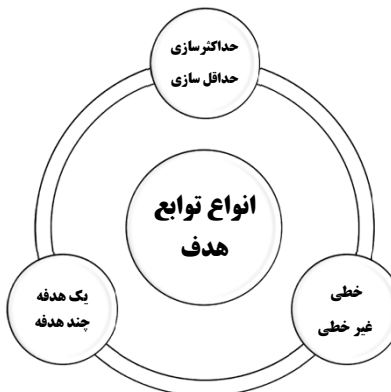 حداکثرسازی
حداقل سازی
انواع توابع
هدف
خطی
غیر خطی
یک هدفه
چند هدفه